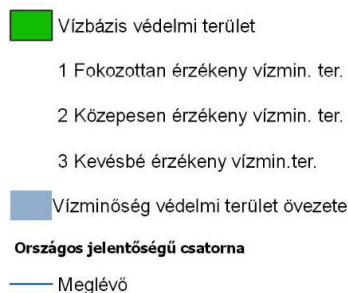 Vízbázis védelmi terület
1 Fokozottan érzékeny vízmin. ter.
2 Közepesen érzékeny vízmin. ter.
3 Kevésbé érzékeny vízmin.ter.
Vízminőség védelmi terület övezete
Országos jelentőségű csatorna
Meglévő